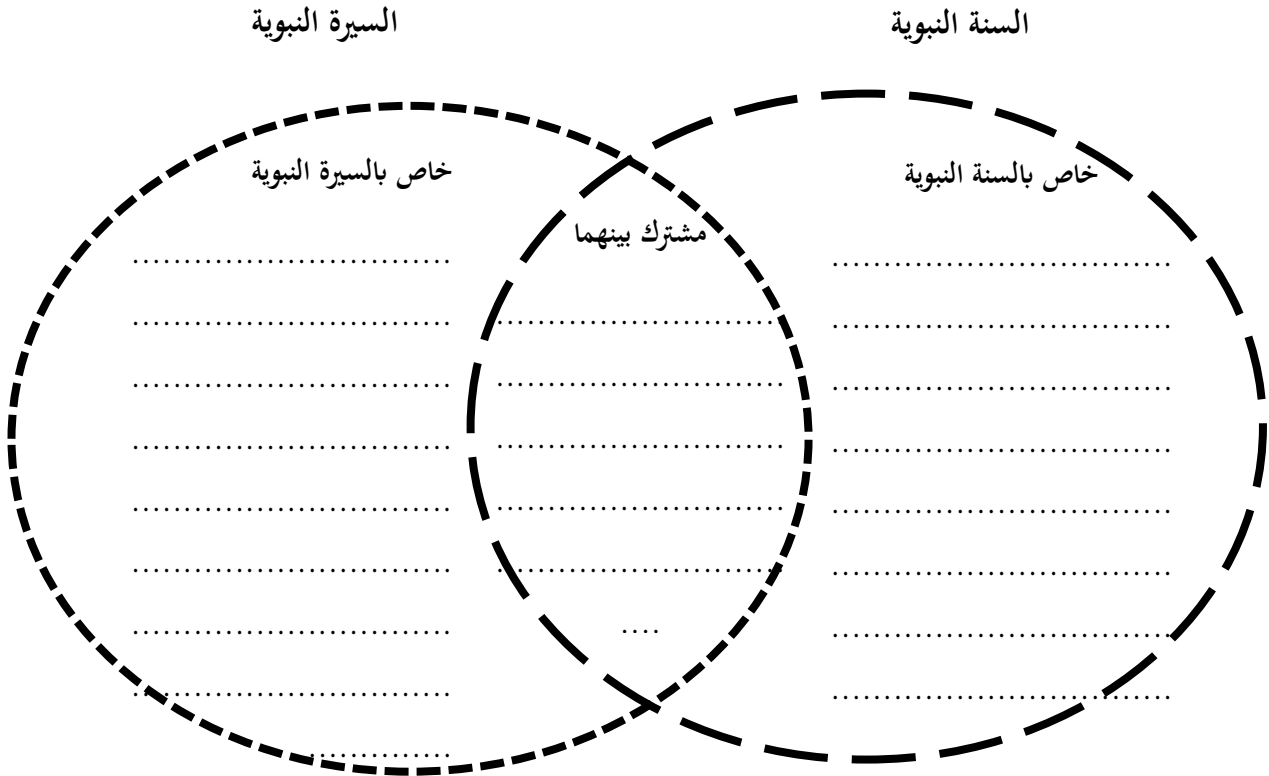 السنة النبوية
السيرة النبوية
خاص بالسنة النبوية
خاص بالسيرة النبوية
مشترك بينهما